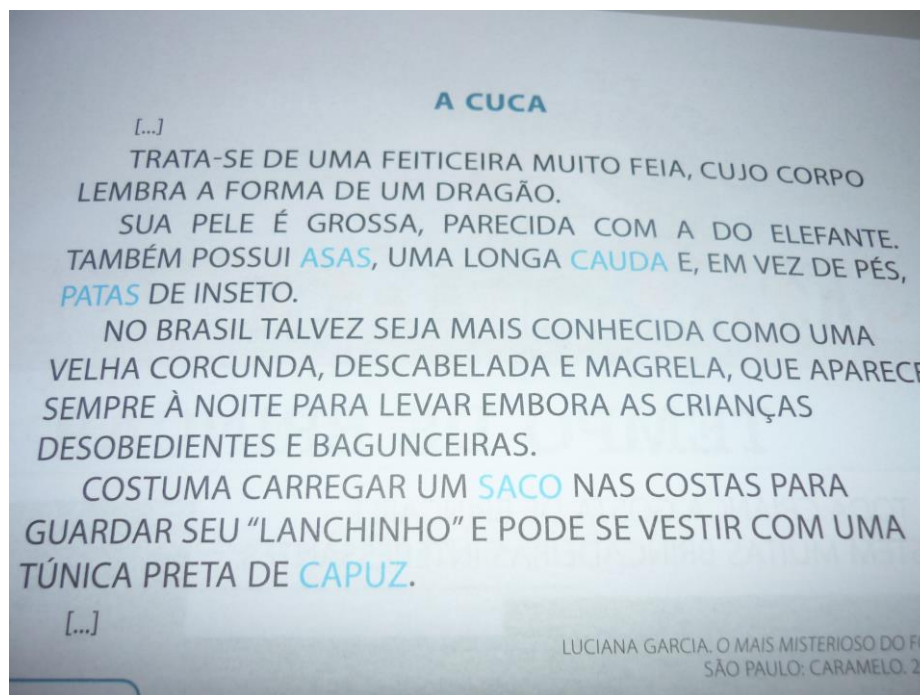 A CUCA
[...]
TRATA-SE DE UMA FEITICEIRA MUITO FEIA, CUJO CORPO
LEMBRA A FORMA DE UM DRAGÃO.
SUA PELE É GROSSA, PARECIDA COM A DO ELEFANTE.
TAMBÉM POSSUI ASAS, UMA LONGA CAUDA E, EM VEZ DE PÉS,
PATAS DE INSETO.
NO BRASIL TALVEZ SEJA MAIS CONHECIDA COMO UMA
VELHA CORCUNDA, DESCABELADA E MAGRELA, QUE APARECE
SEMPRE À NOITE PARA LEVAR EMBORA AS CRIANÇAS
DESOBEDIENTES E BAGUNCEIRAS.
COSTUMA CARREGAR UM SACO NAS COSTAS PARA
GUARDAR SEU “LANCHINHO” E PODE SE VESTIR COM UMA
TÚNICA PRETA DE CAPUZ.
[...]
LUCIANA GARCIA. O MAIS MISTERIOSO DO
SÃO PAULO: CARAMELO.